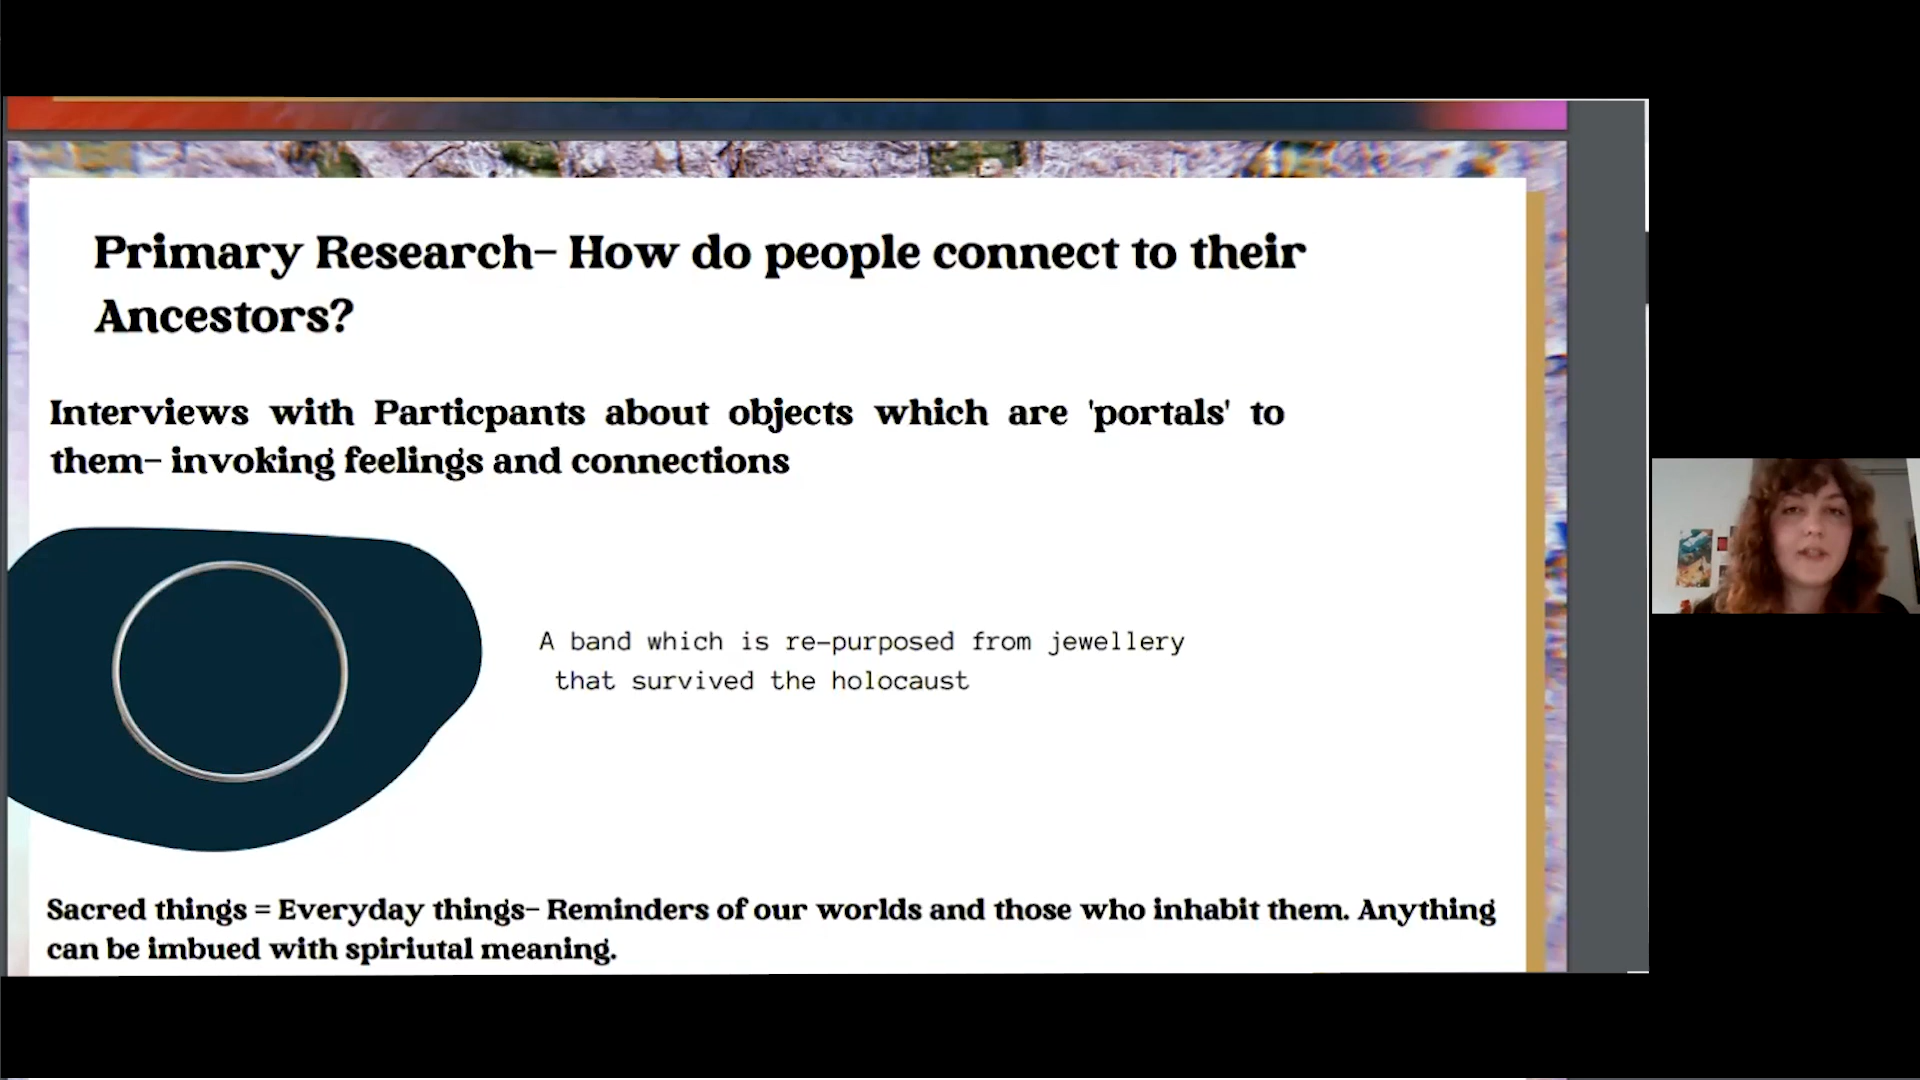 Primary Research– How do people connect to their
Ancestors?
Interviews with Particpants about objects which are 'portals' to
them– invoking feelings and connections
A band which is re-purposed from jewellery
that survived the holocaust
Sacred things = Everyday things– Reminders of our worlds and those who inhabit them. Anything
can be imbued with spiriutal meaning.